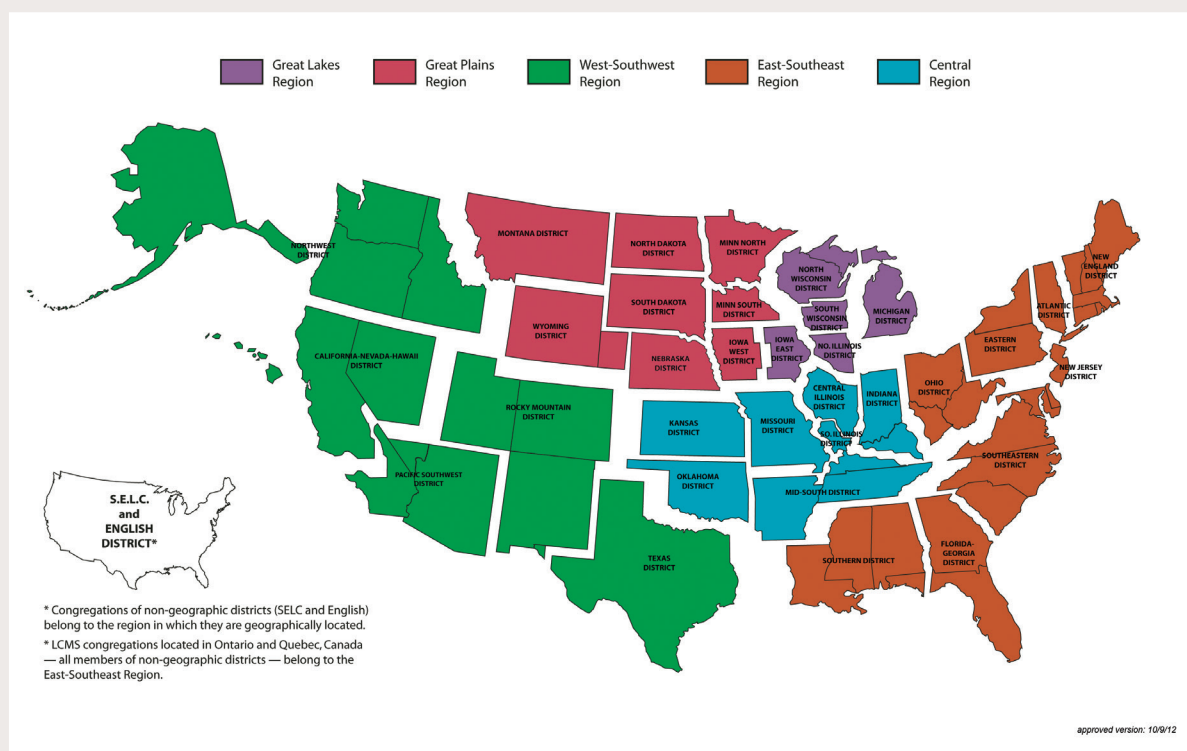 Great Lakes
Region
Great Plains
Region
West-Southwest
Region
East-Southeast
Region
Central
Region
NORTHWEST
DISTRICT
MONTANA DISTRICT
NORTH DAKOTA
DISTRICT
MINN NORTH
DISTRICT
NORTH
WISCONSIN
DISTRICT
NEW
ENGLAND
DISTRICT
SOUTH DAKOTA
DISTRICT
MINN SOUTH
DISTRICT
SOUTH
WISCONSIN
DISTRICT
MICHIGAN
DISTRICT
ATLANTIC
DISTRICT
WYOMING
DISTRICT
IOWA
WEST
DISTRICT
IOWA
EAST
DISTRICT
NO. ILLINOIS
DISTRICT
EASTERN
DISTRICT
CALIFORNIA-NEVADA-HAWAII
DISTRICT
NEBRASKA
DISTRICT
NEW JERSEY
DISTRICT
OHIO
DISTRICT
CENTRAL
ILLINOIS
DISTRICT
INDIANA
DISTRICT
ROCKY MOUNTAIN
DISTRICT
KANSAS
DISTRICT
MISSOURI
DISTRICT
SO. ILLINOIS
DISTRICT
SOUTHEASTERN
DISTRICT
PACIFIC SOUTHWEST
DISTRICT
OKLAHOMA
DISTRICT
MID-SOUTH DISTRICT
S.E.L.C.
and
ENGLISH
DISTRICT*
FLORIDA-
GEORGIA
DISTRICT
TEXAS
DISTRICT
SOUTHERN DISTRICT
* Congregations of non-geographic districts (SELC and English)
belong to the region in which they are geographically located.
* LCMS congregations located in Ontario and Quebec, Canada
— all members of non-geographic districts — belong to the
East-Southeast Region.
approved version: 10/9/12